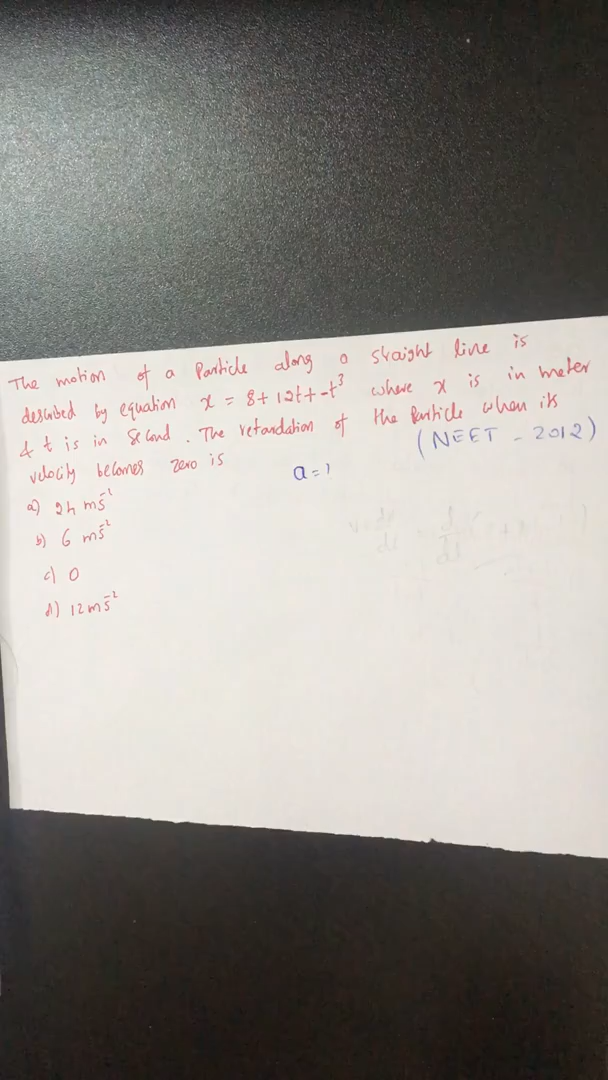 The motion of a Particle along a straight line is
described by equation x = 8+12t+-t³ where x is in meter
& t is in second. The retardation of the Particle when its
velocity becomes zero is (NEET - 2012)
a = ?
a) 24 ms⁻²
b) 6 ms⁻²
c) 0
d) 12ms⁻²